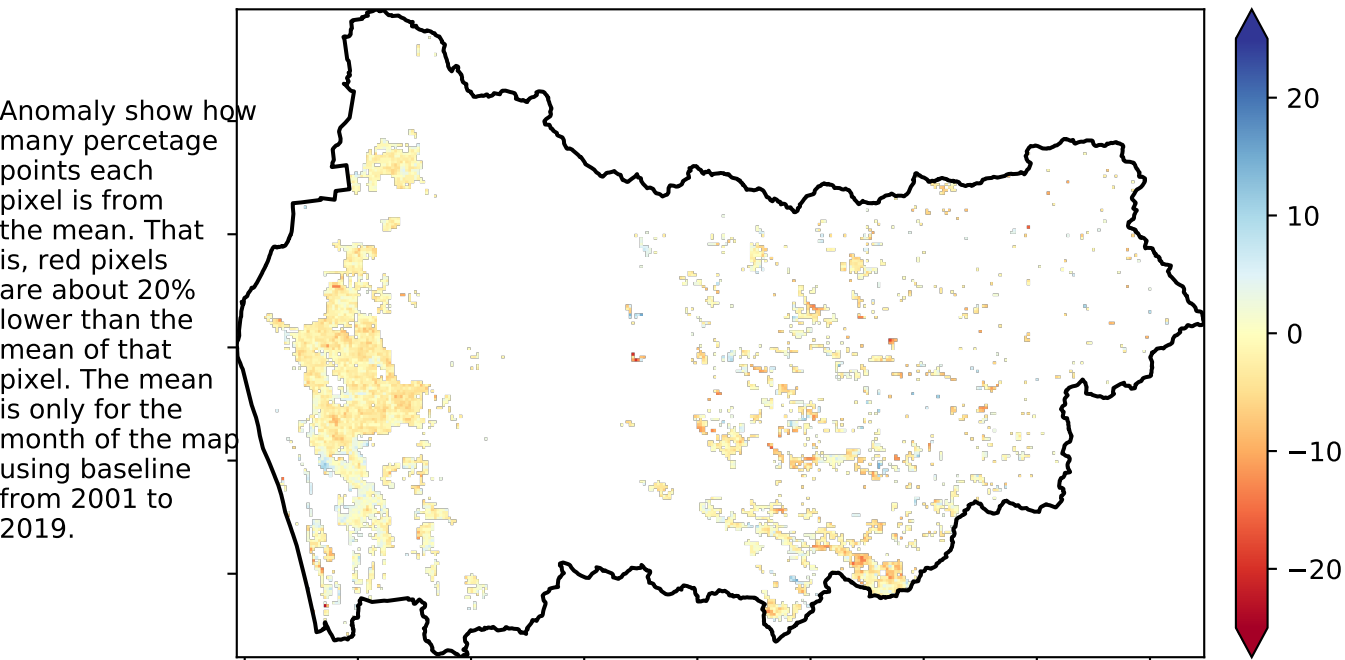 Anomaly show how
many percetage
points each
pixel is from
the mean. That
is, red pixels
are about 20%
lower than the
mean of that
pixel. The mean
is only for the
month of the map
using baseline
from 2001 to
2019.
20
10
0
−10
−20